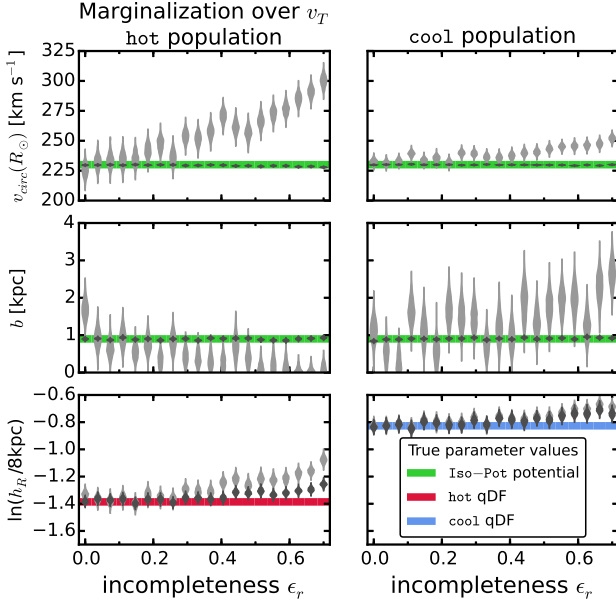 Marginalization over v_T
hot population
cool population
v_circ(R_⊙) [km s⁻¹]
325
300
275
250
225
200
b [kpc]
4
3
2
1
0
ln(h_R/8kpc)
−0.6
−0.8
−1.0
−1.2
−1.4
−1.6
True parameter values
Iso−Pot potential
hot qDF
cool qDF
0.0 0.2 0.4 0.6
0.0 0.2 0.4 0.6
incompleteness ϵ_r
incompleteness ϵ_r